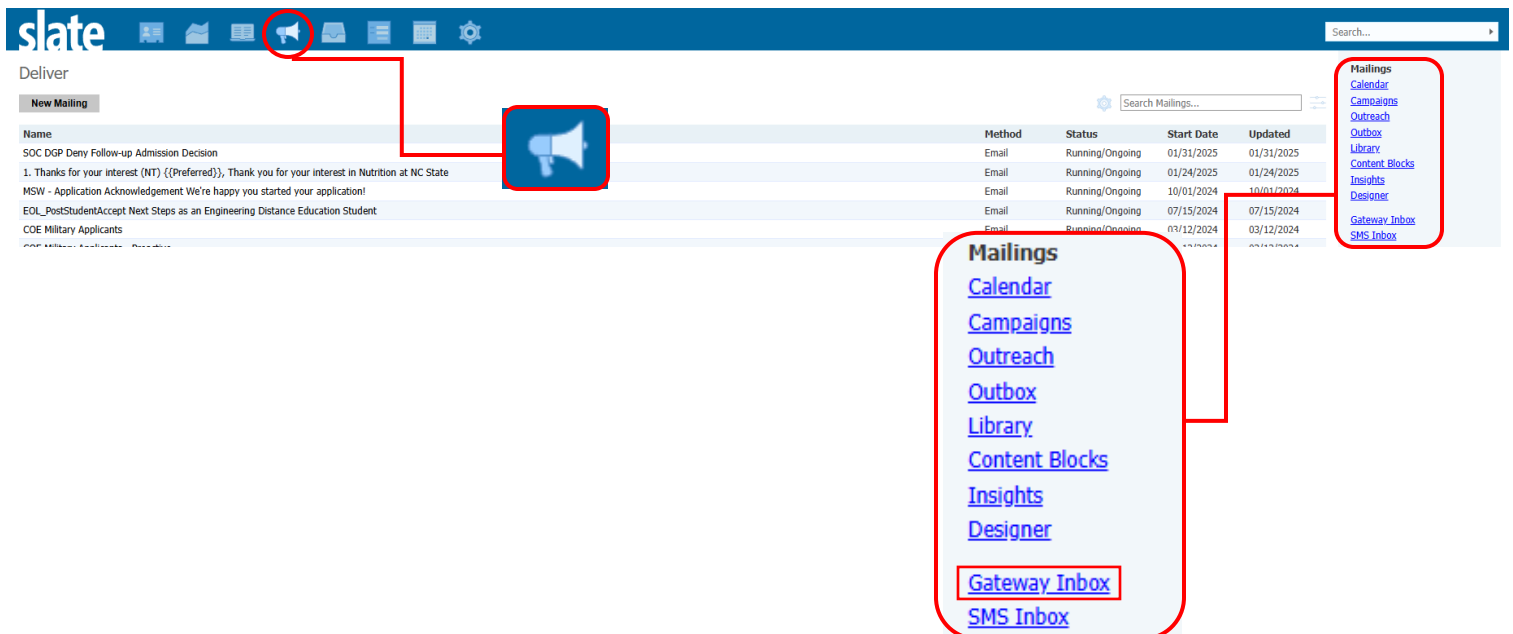 slate
Search...
Deliver
New Mailing
Search Mailings...
Name Method Status Start Date Updated
SOC DGP Deny Follow-up Admission Decision Email Running/Ongoing 01/31/2025 01/31/2025
1. Thanks for your interest (NT) {{Preferred}}, Thank you for your interest in Nutrition at NC State Email Running/Ongoing 01/24/2025 01/24/2025
MSW - Application Acknowledgement We're happy you started your application! Email Running/Ongoing 10/01/2024 10/01/2024
EOL_PostStudentAccept Next Steps as an Engineering Distance Education Student Email Running/Ongoing 07/15/2024 07/15/2024
COE Military Applicants Email Running/Ongoing 03/12/2024 03/12/2024
COE Military Applicants
Mailings
Calendar
Campaigns
Outreach
Outbox
Library
Content Blocks
Insights
Designer
Gateway Inbox
SMS Inbox
Mailings
Calendar
Campaigns
Outreach
Outbox
Library
Content Blocks
Insights
Designer
Gateway Inbox
SMS Inbox